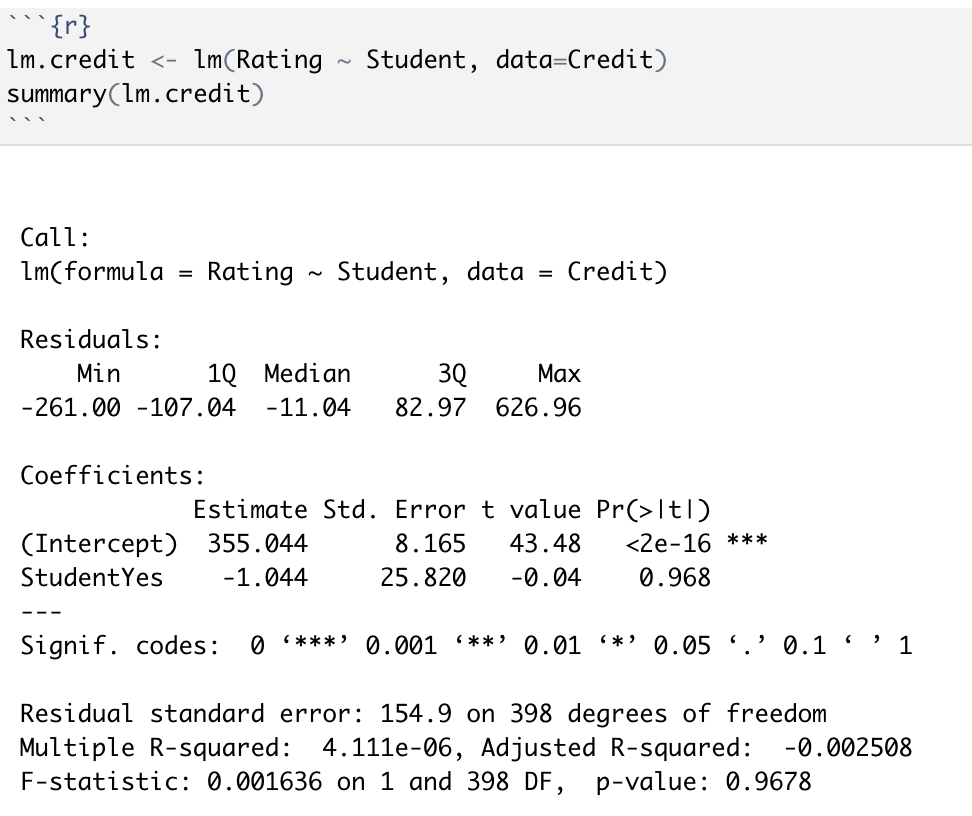 ```{r}
lm.credit <- lm(Rating ~ Student, data=Credit)
summary(lm.credit)
```
Call:
lm(formula = Rating ~ Student, data = Credit)
Residuals:
    Min      1Q  Median      3Q     Max
-261.00 -107.04  -11.04   82.97  626.96
Coefficients:
            Estimate Std. Error t value Pr(>|t|)
(Intercept)  355.044      8.165   43.48   <2e-16 ***
StudentYes    -1.044     25.820   -0.04    0.968
---
Signif. codes:  0 ‘***’ 0.001 ‘**’ 0.01 ‘*’ 0.05 ‘.’ 0.1 ‘ ’ 1
Residual standard error: 154.9 on 398 degrees of freedom
Multiple R-squared:  4.111e-06, Adjusted R-squared:  -0.002508
F-statistic: 0.001636 on 1 and 398 DF,  p-value: 0.9678